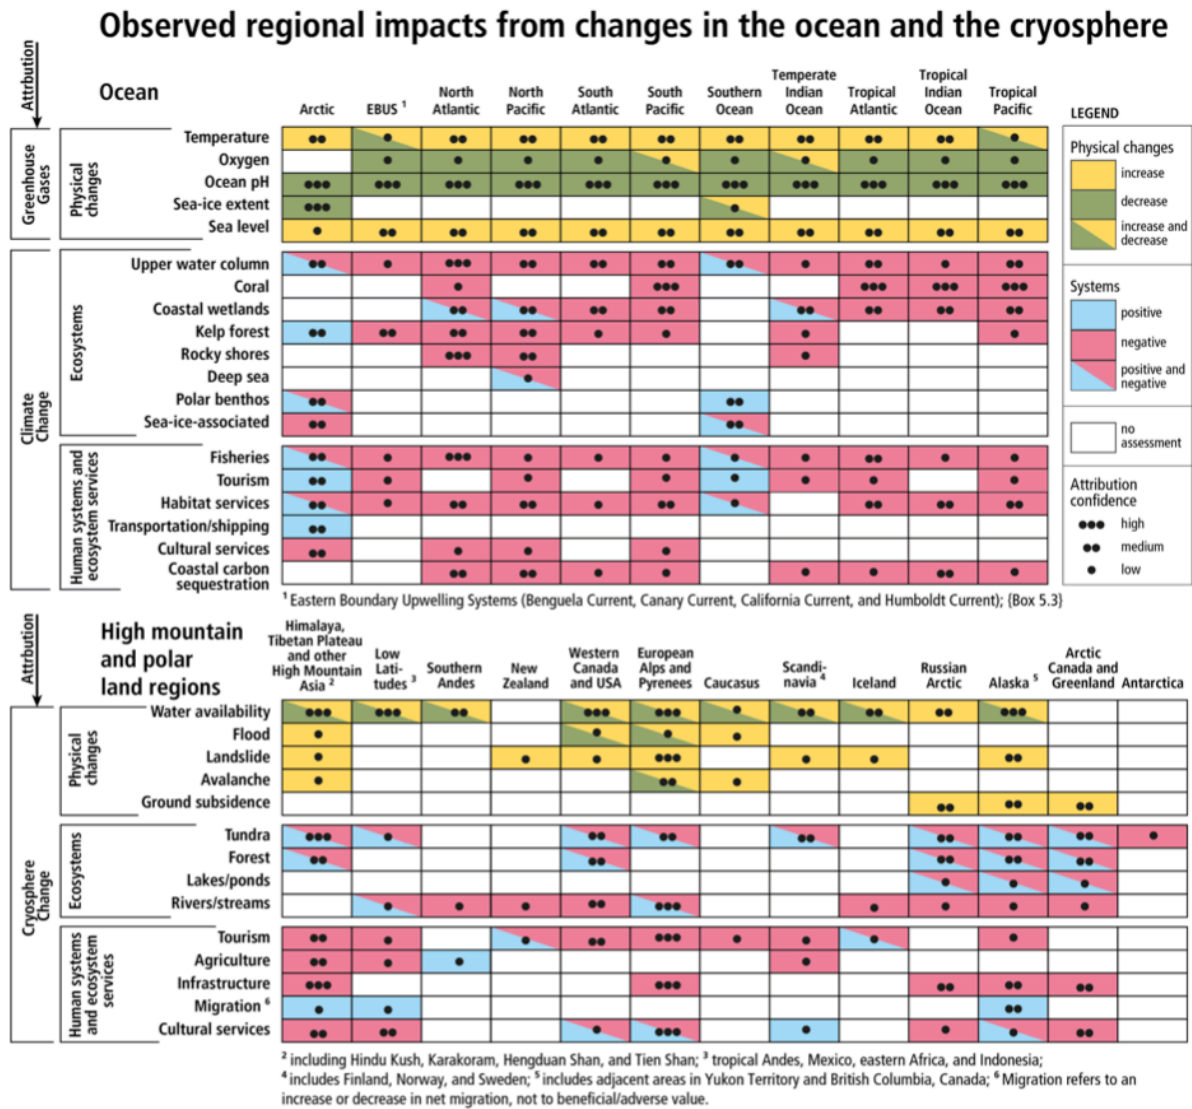 Observed regional impacts from changes in the ocean and the cryosphere
Attribution
Ocean
Arctic
EBUS 1
North
Atlantic
North
Pacific
South
Atlantic
South
Pacific
Southern
Ocean
Temperate
Indian
Ocean
Tropical
Atlantic
Tropical
Indian
Ocean
Tropical
Pacific
Greenhouse
Gases
Physical
changes
Temperature
Oxygen
Ocean pH
Sea-ice extent
Sea level
Climate
Change
Ecosystems
Upper water column
Coral
Coastal wetlands
Kelp forest
Rocky shores
Deep sea
Polar benthos
Sea-ice-associated
Human systems and
ecosystem services
Fisheries
Tourism
Habitat services
Transportation/shipping
Cultural services
Coastal carbon
sequestration
LEGEND
Physical changes
increase
decrease
increase and
decrease
Systems
positive
negative
positive and
negative
no
assessment
Attribution
confidence
high
medium
low
1 Eastern Boundary Upwelling Systems (Benguela Current, Canary Current, California Current, and Humboldt Current); {Box 5.3}
Attribution
High mountain
and polar
land regions
Himalaya,
Tibetan Plateau
and other
High Mountain
Asia 2
Low
Lati-
tudes 3
Southern
Andes
New
Zealand
Western
Canada
and USA
European
Alps and
Pyrenees
Caucasus
Scandi-
navia 4
Iceland
Russian
Arctic
Alaska 5
Arctic
Canada and
Greenland
Antarctica
Cryosphere
Change
Physical
changes
Water availability
Flood
Landslide
Avalanche
Ground subsidence
Ecosystems
Tundra
Forest
Lakes/ponds
Rivers/streams
Human systems
and ecosystem
services
Tourism
Agriculture
Infrastructure
Migration 6
Cultural services
2 including Hindu Kush, Karakoram, Hengduan Shan, and Tien Shan; 3 tropical Andes, Mexico, eastern Africa, and Indonesia;
4 includes Finland, Norway, and Sweden; 5 includes adjacent areas in Yukon Territory and British Columbia, Canada; 6 Migration refers to an
increase or decrease in net migration, not to beneficial/adverse value.